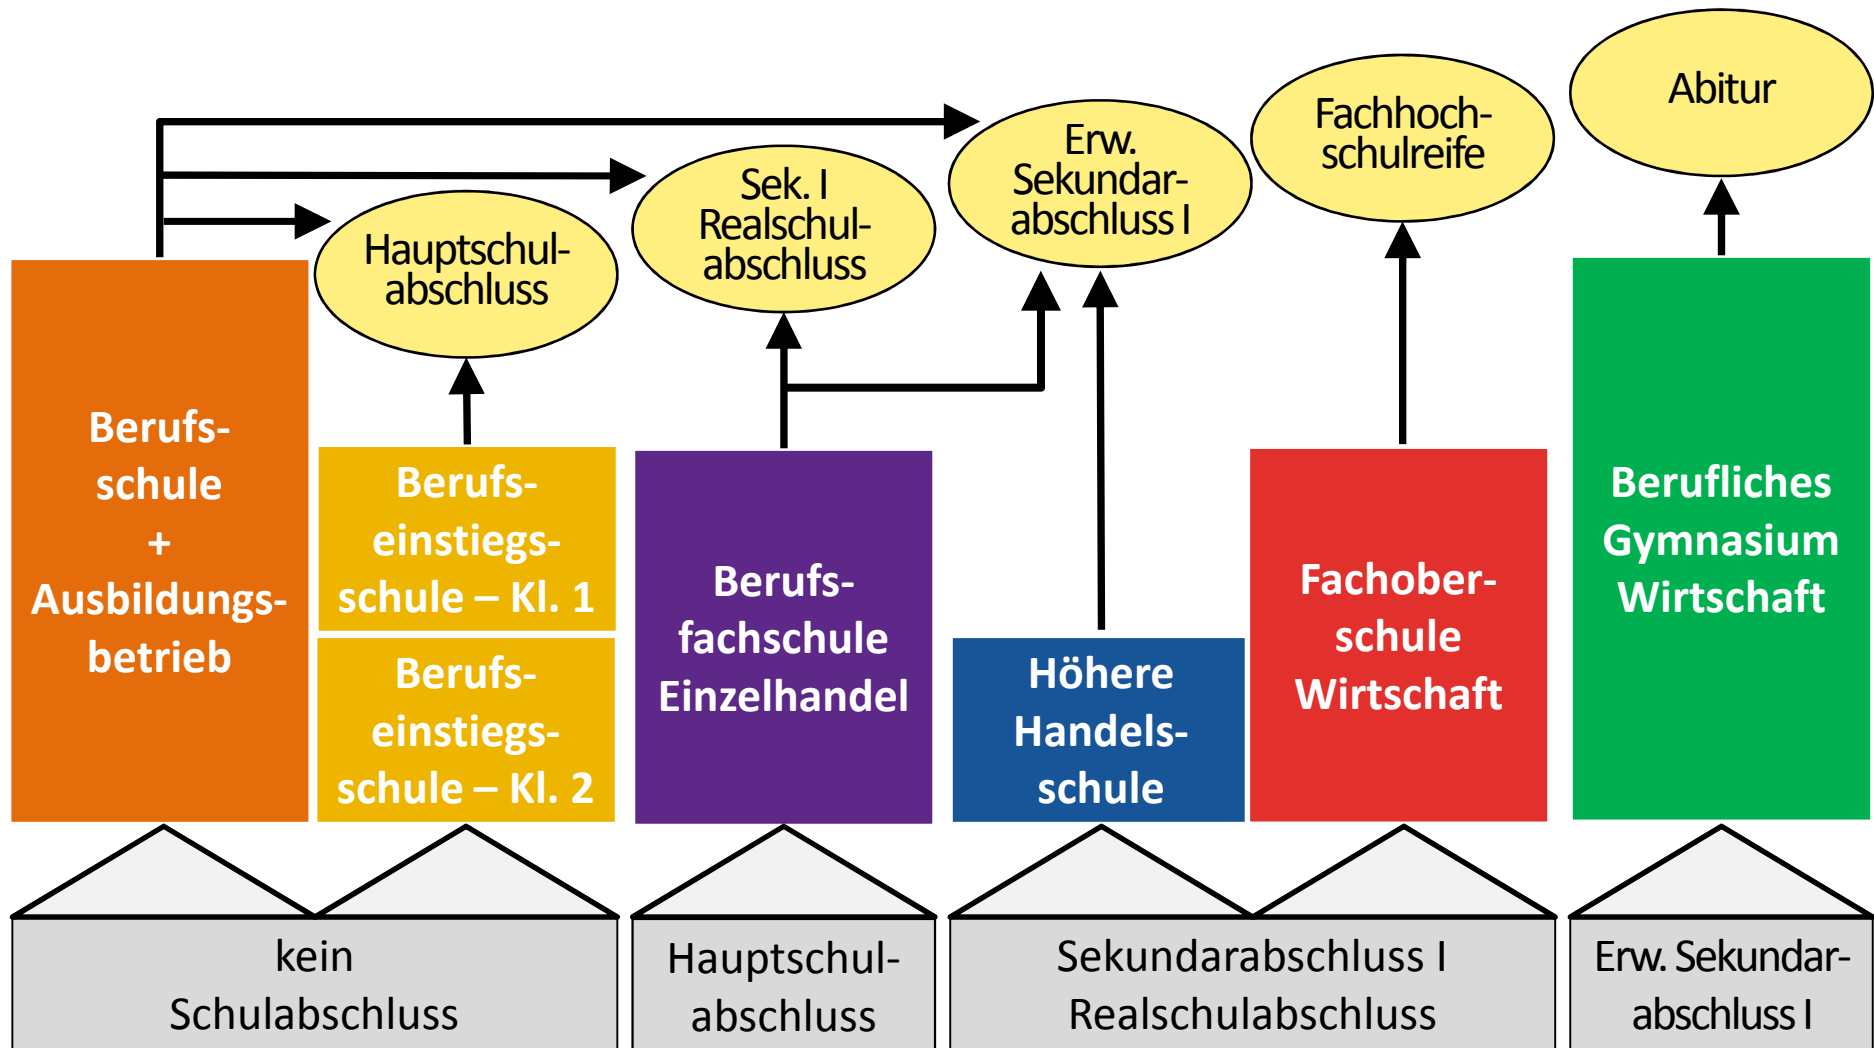 Abitur
Fachhoch-
schulreife
Erw.
Sekundar-
abschluss I
Sek. I
Realschul-
abschluss
Hauptschul-
abschluss
Berufs-
schule
+
Ausbildungs-
betrieb
Berufs-
einstiegs-
schule – Kl. 1
Berufs-
einstiegs-
schule – Kl. 2
Berufs-
fachschule
Einzelhandel
Höhere
Handels-
schule
Fachober-
schule
Wirtschaft
Berufliches
Gymnasium
Wirtschaft
kein
Schulabschluss
Hauptschul-
abschluss
Sekundarabschluss I
Realschulabschluss
Erw. Sekundar-
abschluss I